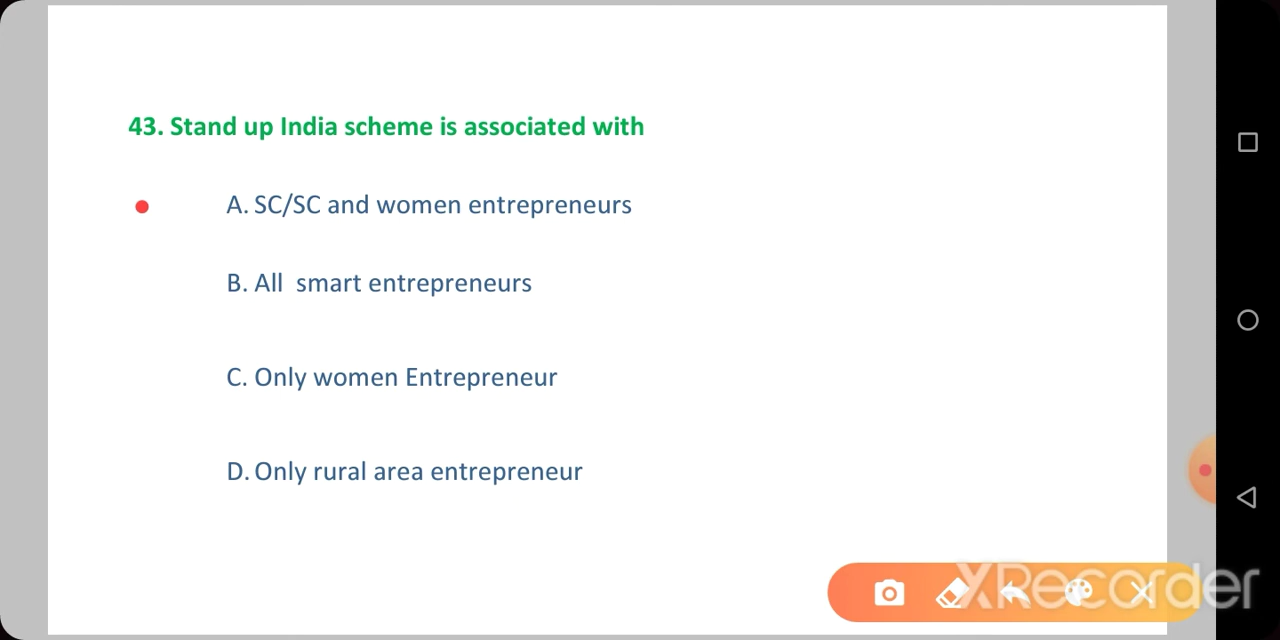 43. Stand up India scheme is associated with
A. SC/SC and women entrepreneurs
B. All smart entrepreneurs
C. Only women Entrepreneur
D. Only rural area entrepreneur
XRecorder